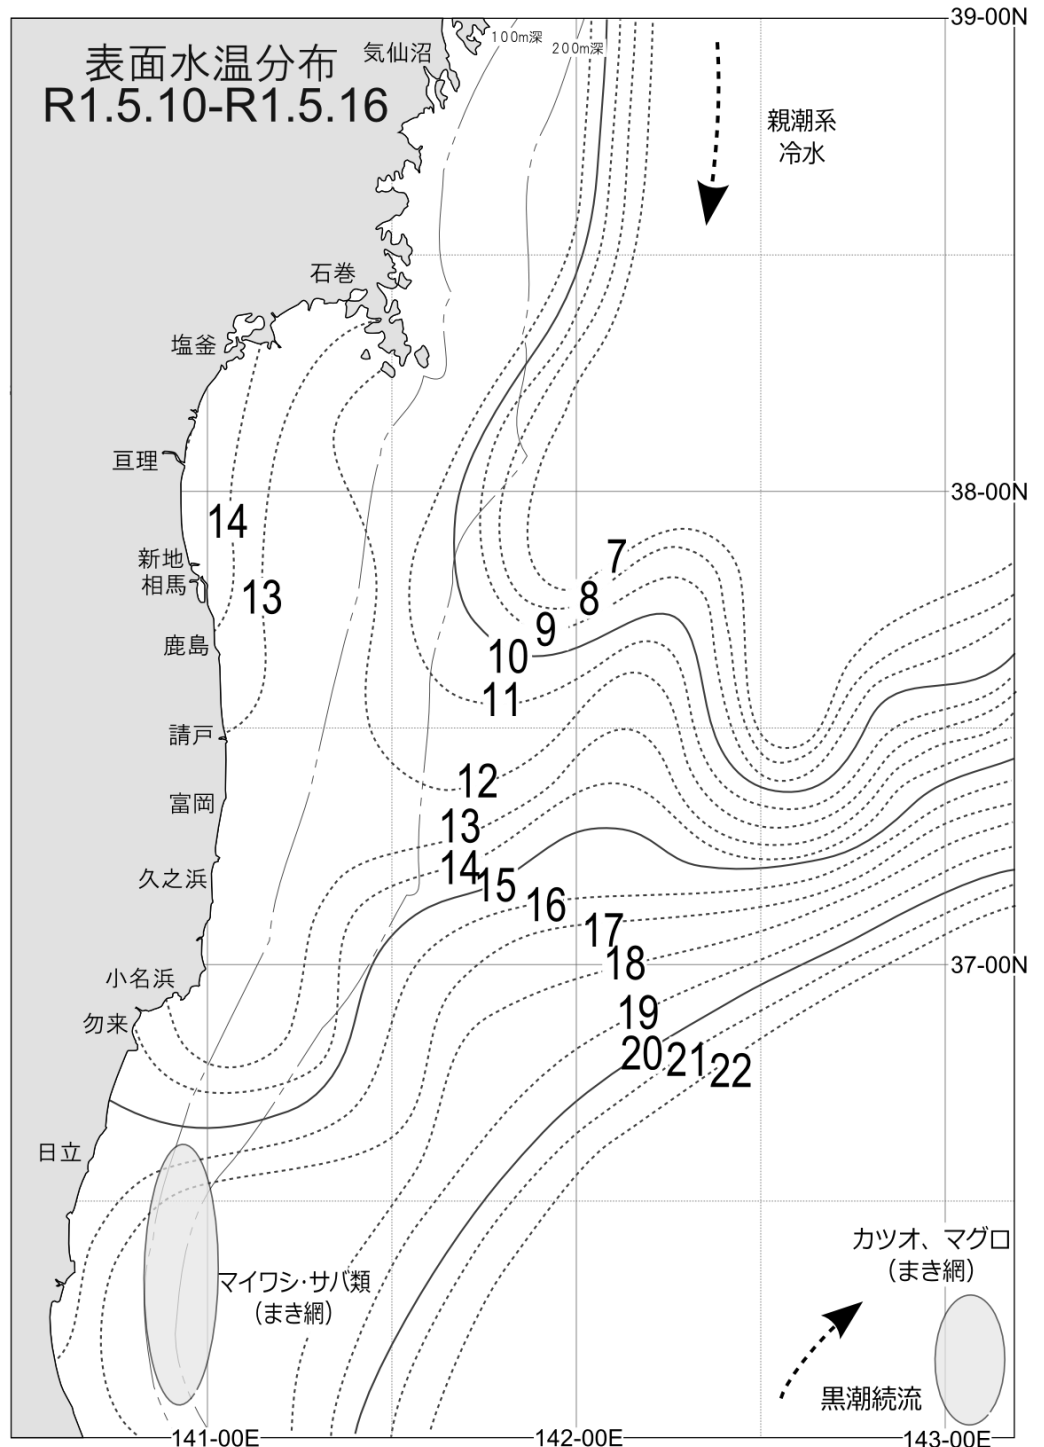 39-00N
気仙沼
100m深
200m深
表面水温分布
R1.5.10-R1.5.16
親潮系
冷水
石巻
塩釜
亘理
38-00N
14
新地
7
相馬
13
8
9
鹿島
10
11
請戸
12
富岡
13
14
久之浜
15
16
17
小名浜
18
37-00N
勿来
19
20
21
22
日立
カツオ、マグロ
(まき網)
マイワシ・サバ類
(まき網)
黒潮続流
141-00E
142-00E
143-00E